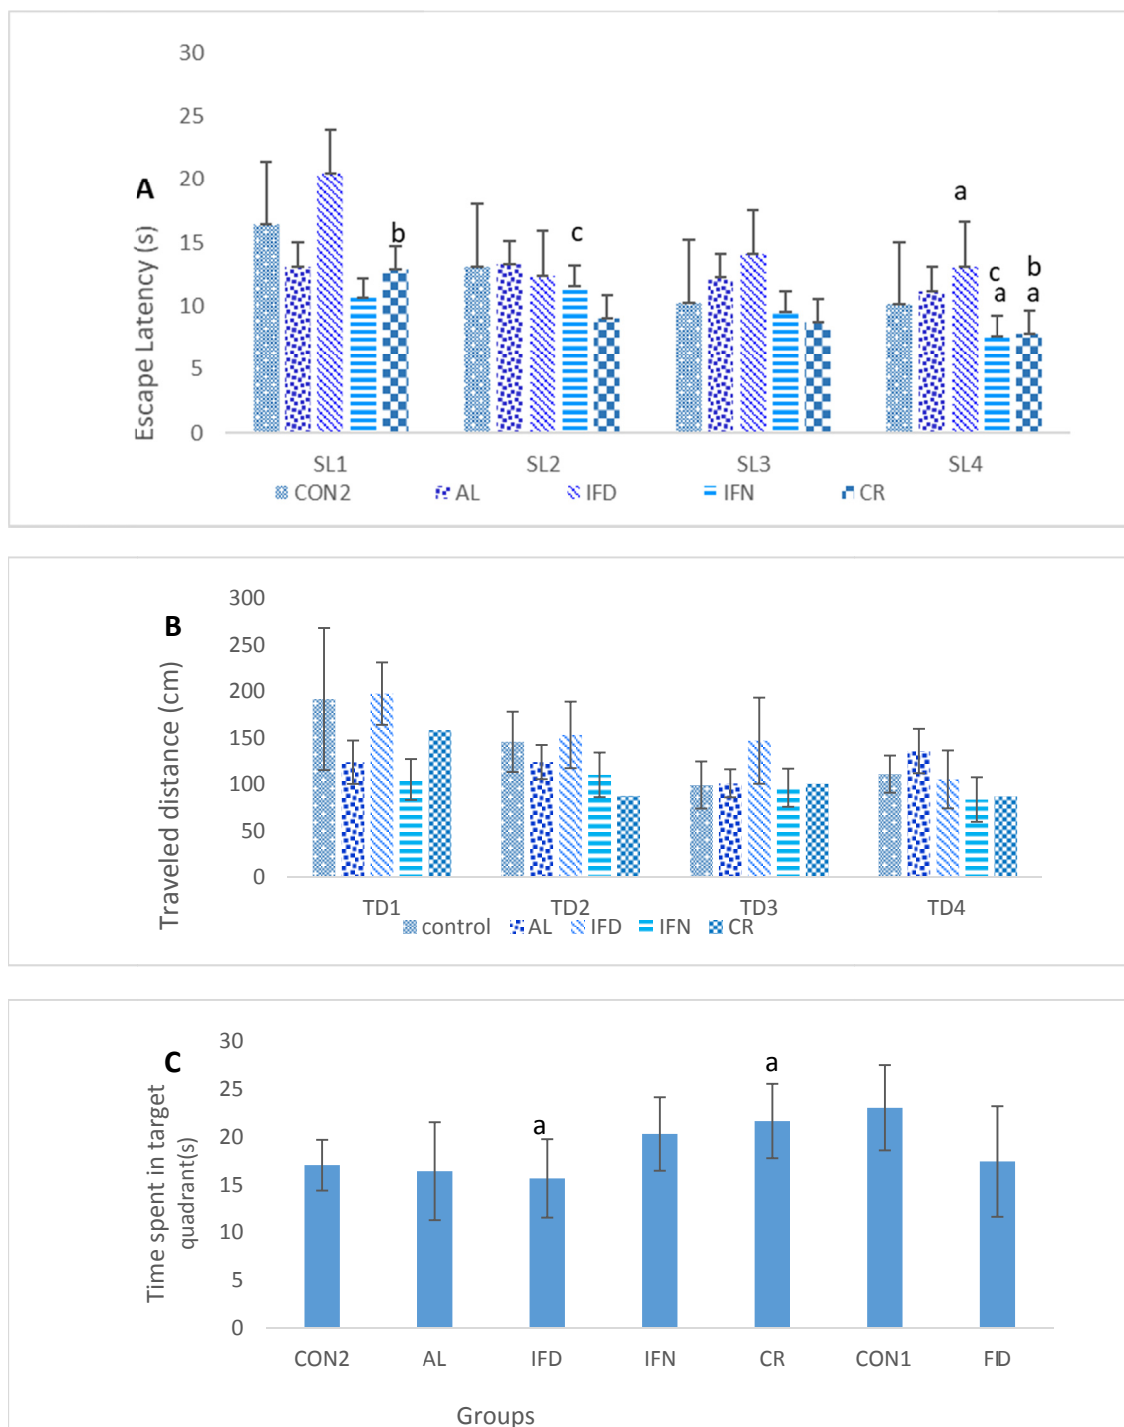 A
Escape Latency (s)
30
25
20
15
10
5
0
b
c
a
c
a
b
a
SL1 SL2 SL3 SL4
CON2 AL IFD IFN CR
B
Traveled distance (cm)
300
250
200
150
100
50
0
TD1 TD2 TD3 TD4
control AL IFD IFN CR
C
Time spent in target
quadrant(s)
30
25
20
15
10
5
0
a
a
CON2 AL IFD IFN CR CON1 FID
Groups